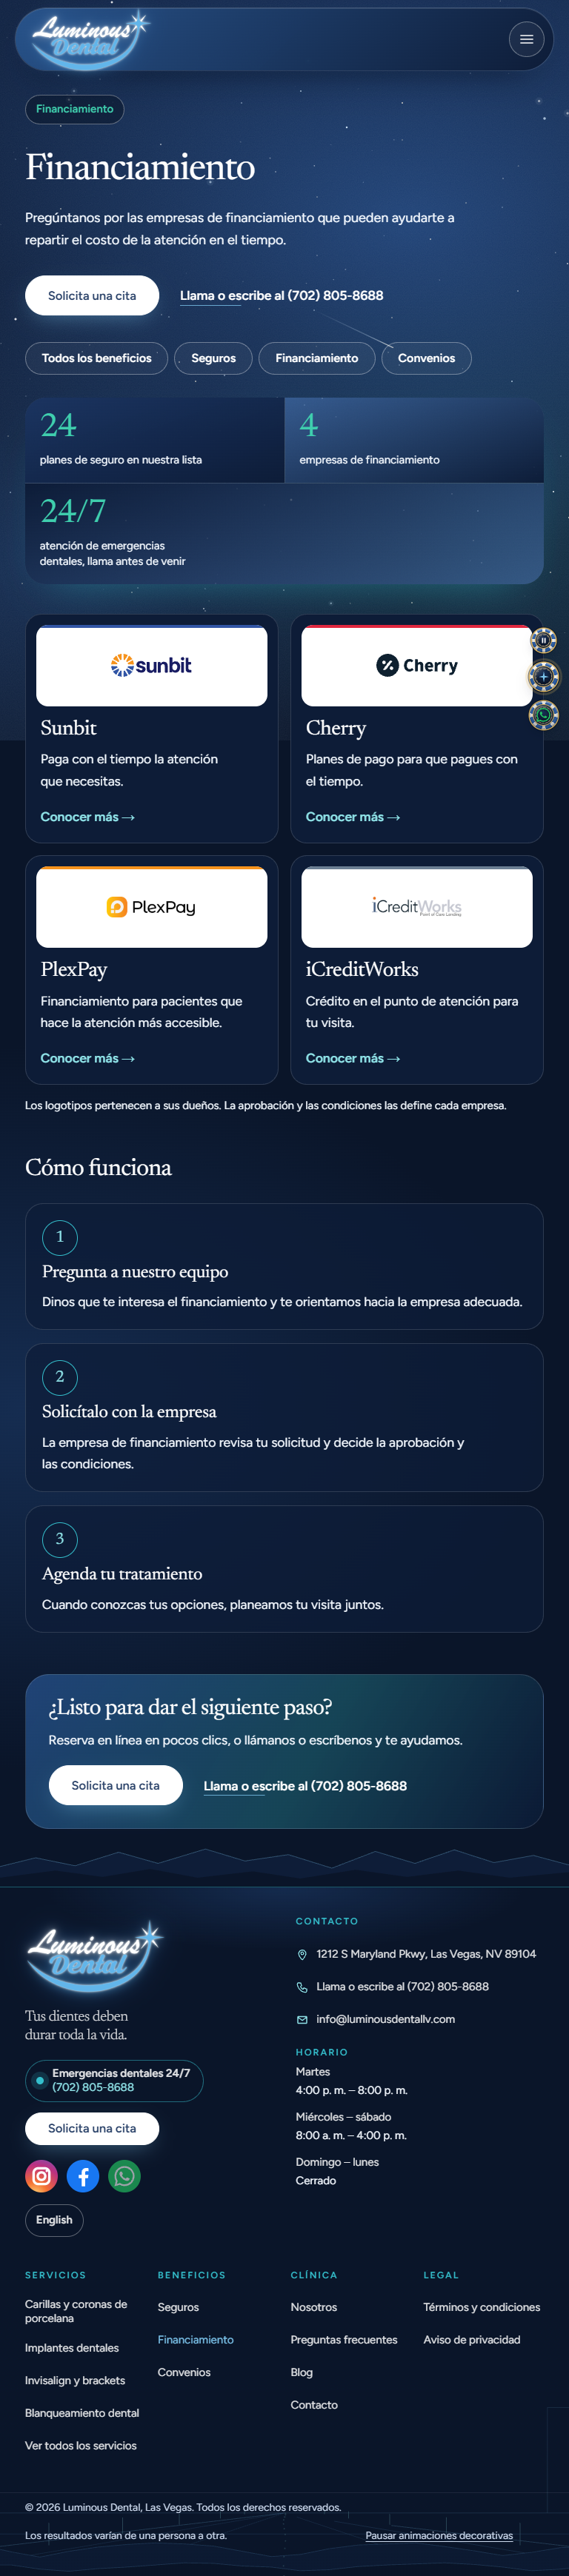 Luminous
Dental
Financiamiento
Financiamiento
Pregúntanos por las empresas de financiamiento que pueden ayudarte a
repartir el costo de la atención en el tiempo.
Solicita una cita
Llama o escribe al (702) 805-8688
Todos los beneficios
Seguros
Financiamiento
Convenios
24
planes de seguro en nuestra lista
4
empresas de financiamiento
24/7
atención de emergencias
dentales, llama antes de venir
sunbit
Sunbit
Paga con el tiempo la atención
que necesitas.
Conocer más →
Cherry
Cherry
Planes de pago para que pagues con
el tiempo.
Conocer más →
PlexPay
PlexPay
Financiamiento para pacientes que
hace la atención más accesible.
Conocer más →
iCreditWorks
Point of Care Lending
iCreditWorks
Crédito en el punto de atención para
tu visita.
Conocer más →
Los logotipos pertenecen a sus dueños. La aprobación y las condiciones las define cada empresa.
Cómo funciona
1
Pregunta a nuestro equipo
Dinos que te interesa el financiamiento y te orientamos hacia la empresa adecuada.
2
Solicítalo con la empresa
La empresa de financiamiento revisa tu solicitud y decide la aprobación y
las condiciones.
3
Agenda tu tratamiento
Cuando conozcas tus opciones, planeamos tu visita juntos.
¿Listo para dar el siguiente paso?
Reserva en línea en pocos clics, o llámanos o escríbenos y te ayudamos.
Solicita una cita
Llama o escribe al (702) 805-8688
Luminous
Dental
Tus dientes deben
durar toda la vida.
Emergencias dentales 24/7
(702) 805-8688
Solicita una cita
English
CONTACTO
1212 S Maryland Pkwy, Las Vegas, NV 89104
Llama o escribe al (702) 805-8688
info@luminousdentallv.com
HORARIO
Martes
4:00 p. m. – 8:00 p. m.
Miércoles – sábado
8:00 a. m. – 4:00 p. m.
Domingo – lunes
Cerrado
SERVICIOS
Carillas y coronas de
porcelana
Implantes dentales
Invisalign y brackets
Blanqueamiento dental
Ver todos los servicios
BENEFICIOS
Seguros
Financiamiento
Convenios
CLÍNICA
Nosotros
Preguntas frecuentes
Blog
Contacto
LEGAL
Términos y condiciones
Aviso de privacidad
© 2026 Luminous Dental, Las Vegas. Todos los derechos reservados.
Los resultados varían de una persona a otra.
Pausar animaciones decorativas